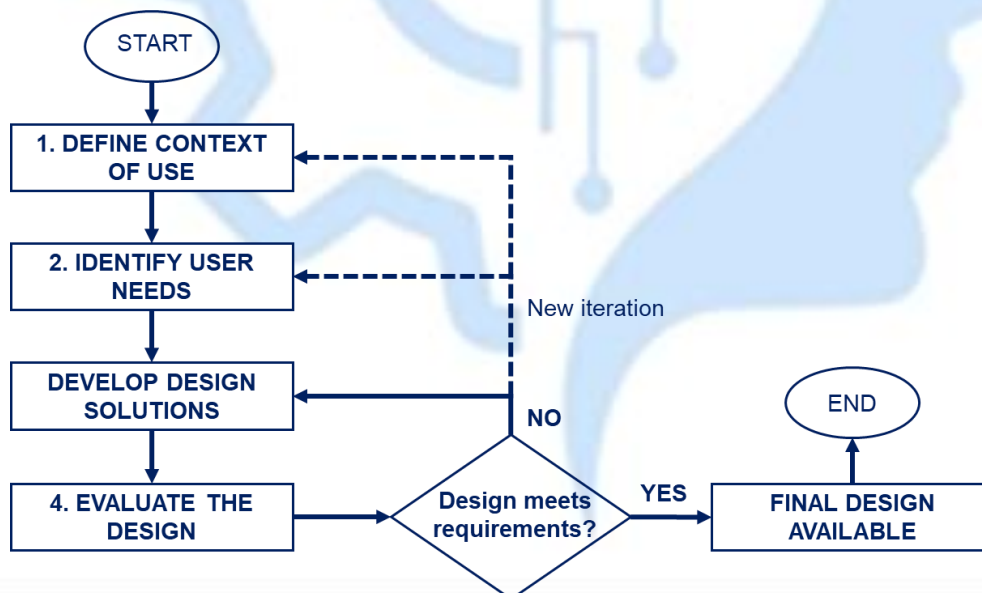 START
1. DEFINE CONTEXT
OF USE
2. IDENTIFY USER
NEEDS
New iteration
DEVELOP DESIGN
SOLUTIONS
NO
END
4. EVALUATE THE
DESIGN
Design meets
requirements?
YES
FINAL DESIGN
AVAILABLE